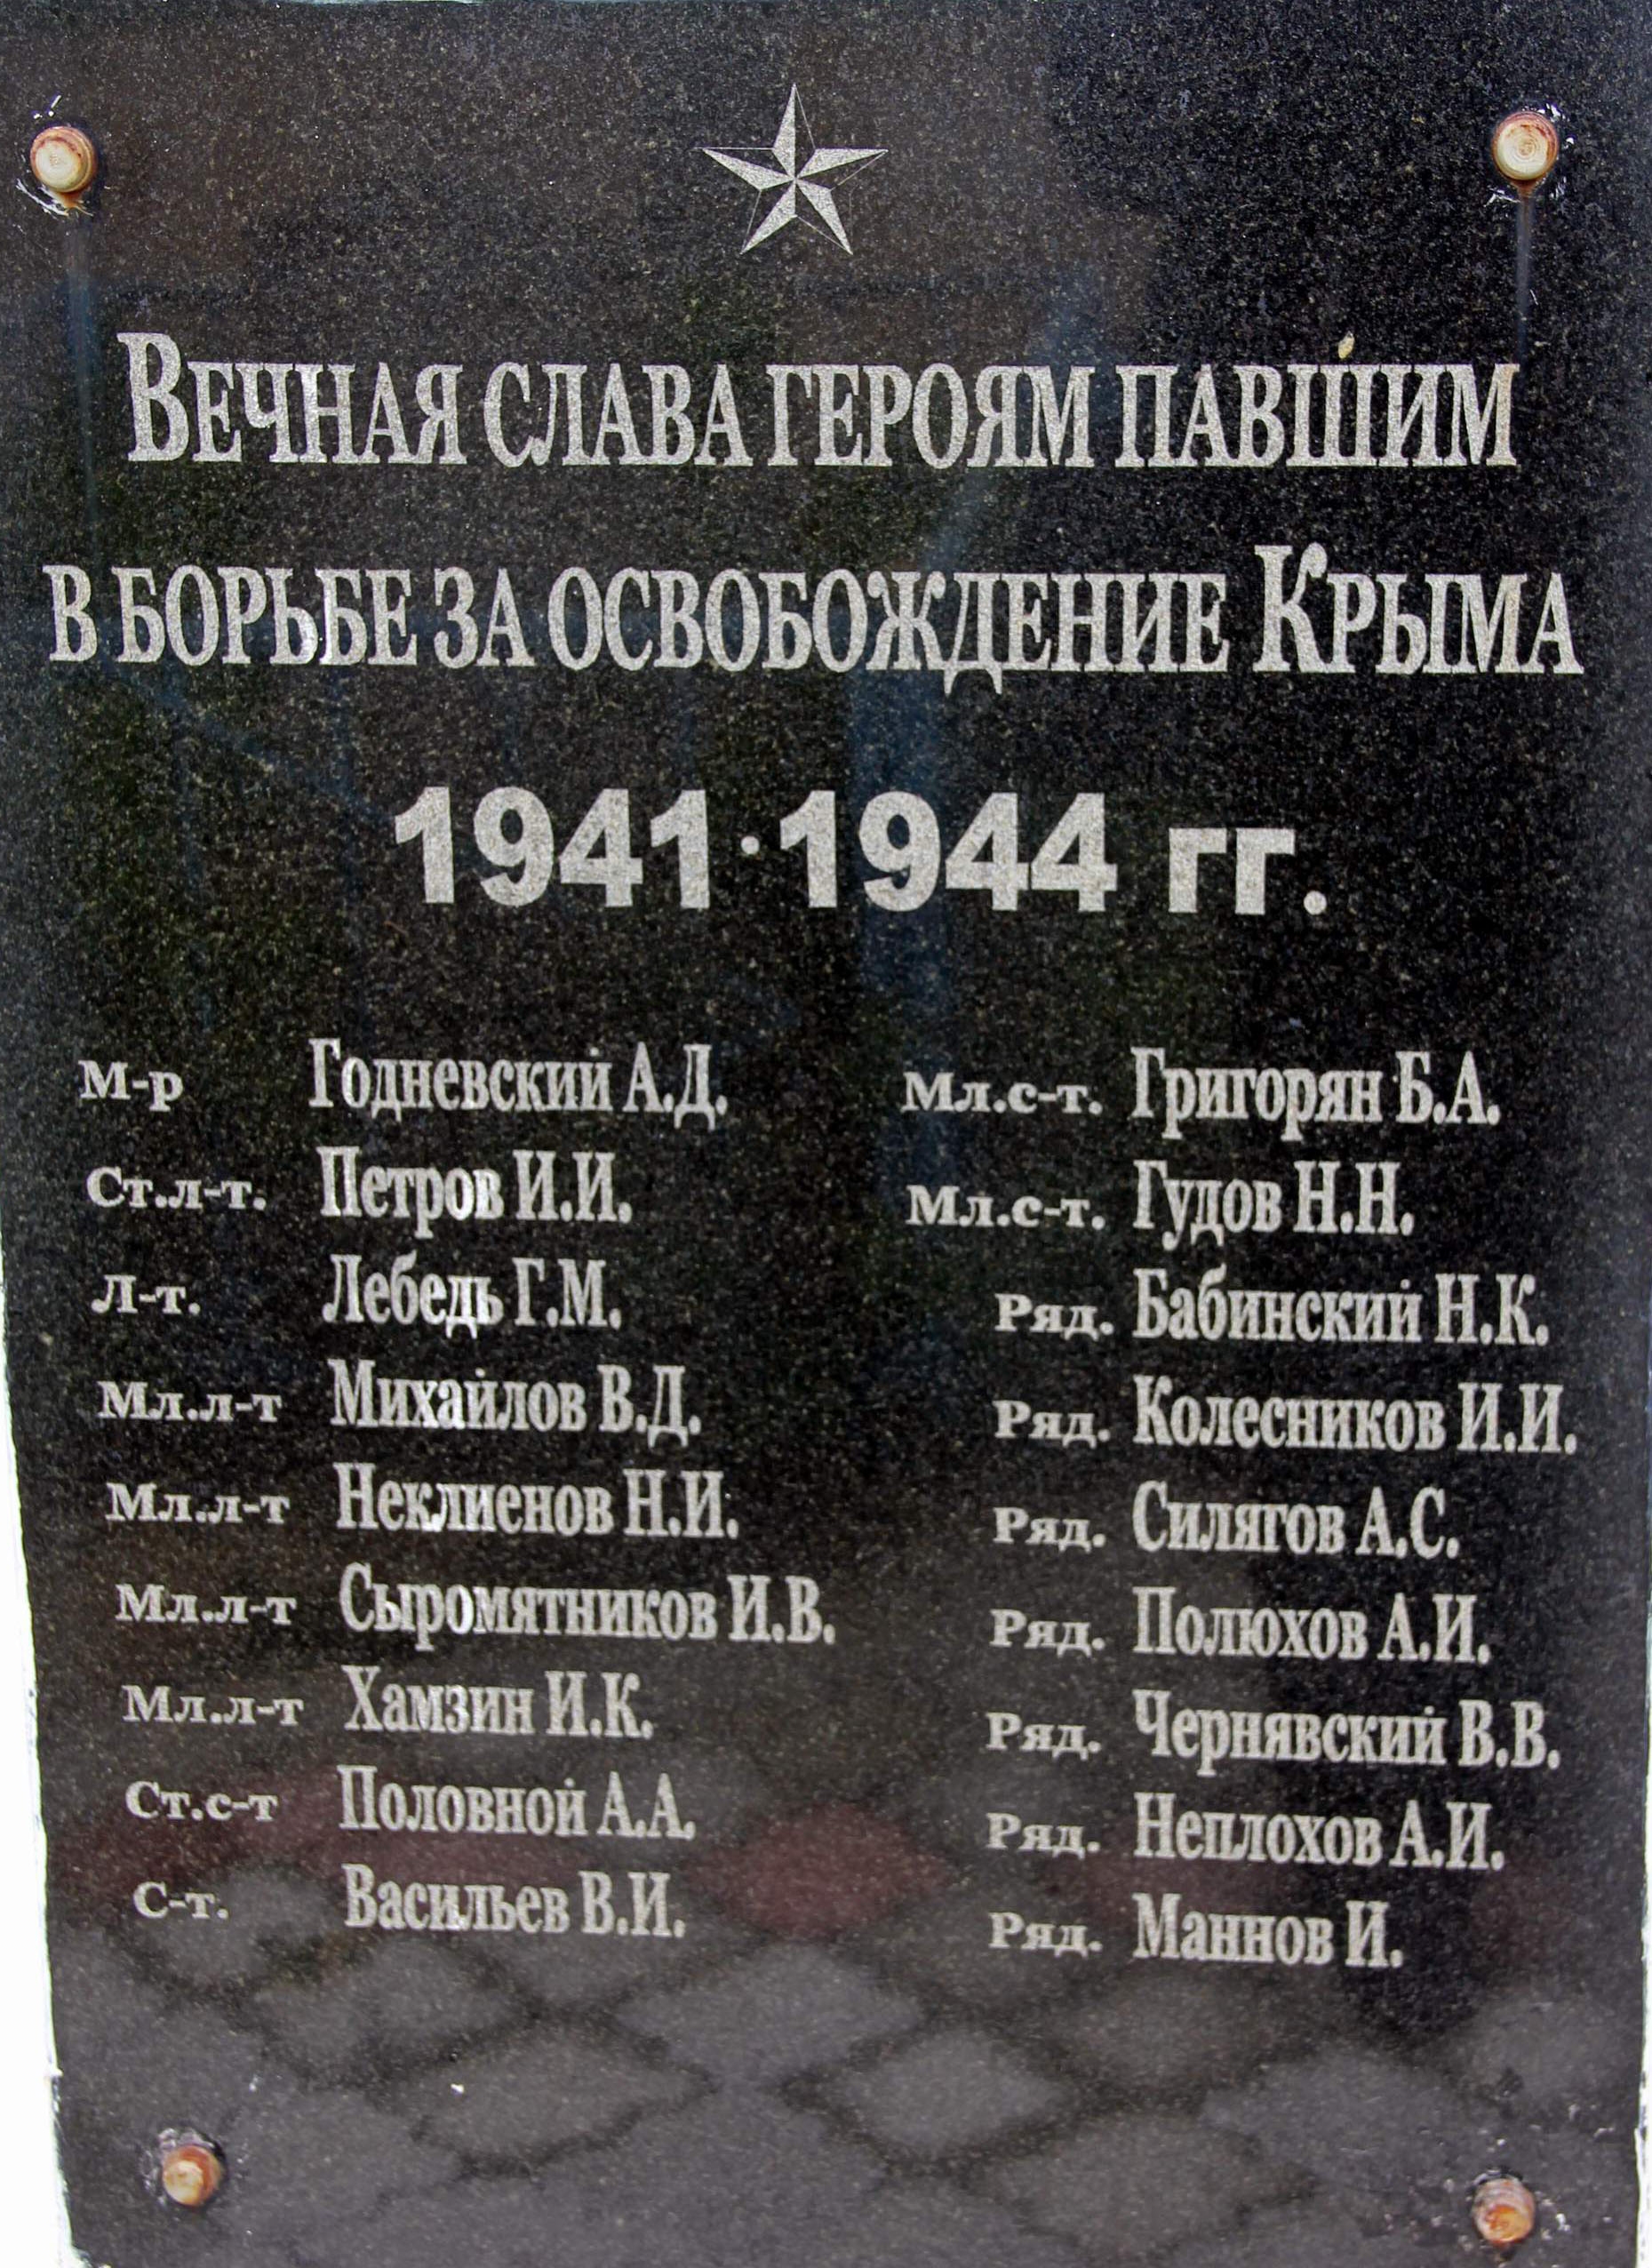 Вечная слава героям павшим
в борьбе за освобождение Крыма
1941-1944 гг.
М-р Годневский А.Д.
Ст.л-т. Петров И.И.
Л-т. Лебедь Г.М.
Мл.л-т Михайлов В.Д.
Мл.л-т Неклиенов Н.И.
Мл.л-т Сыромятников И.В.
Мл.л-т Хамзин И.К.
Ст.с-т Половной А.А.
С-т. Васильев В.И.
Мл.с-т. Григорян Б.А.
Мл.с-т. Гудов Н.Н.
Ряд. Бабинский Н.К.
Ряд. Колесников И.И.
Ряд. Силягов А.С.
Ряд. Полюхов А.И.
Ряд. Чернявский В.В.
Ряд. Неплохов А.И.
Ряд. Маннов И.